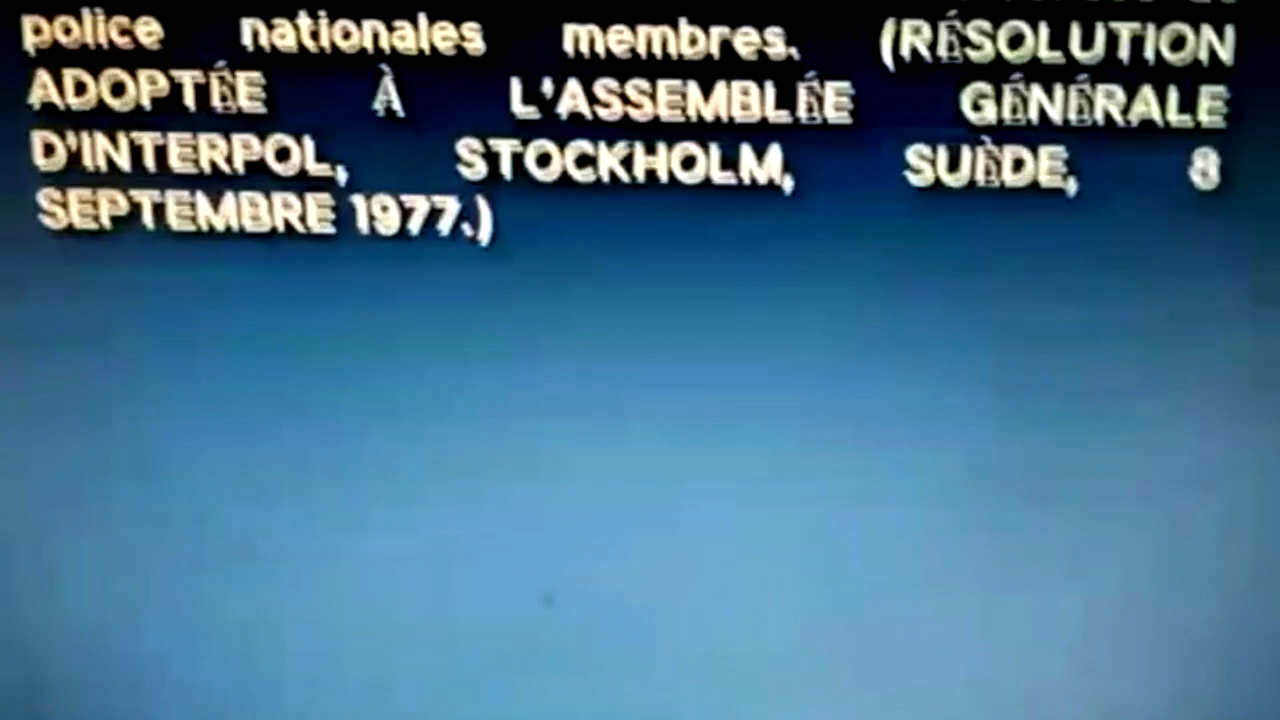 police nationales membres. (RÉSOLUTION
ADOPTÉE À L'ASSEMBLÉE GÉNÉRALE
D'INTERPOL, STOCKHOLM, SUÈDE, 8
SEPTEMBRE 1977.)